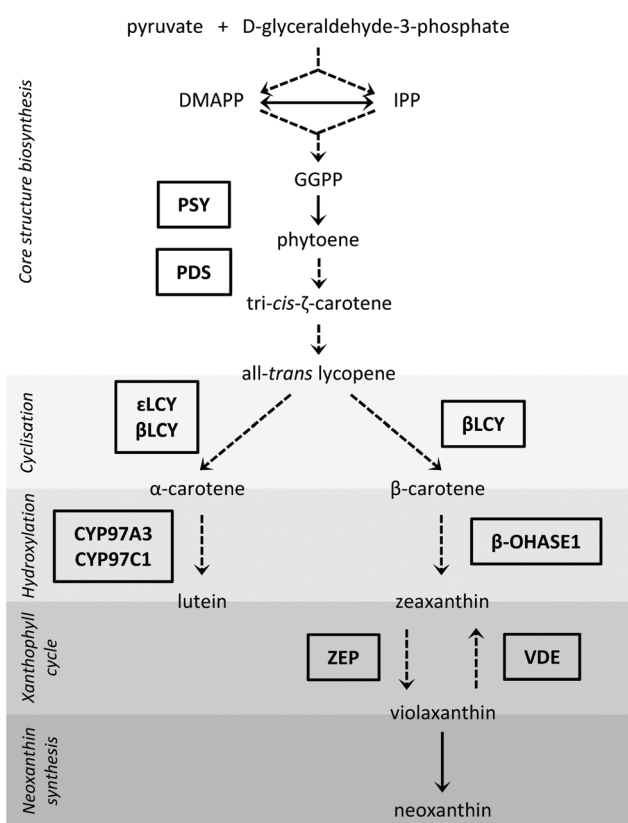 pyruvate + D-glyceraldehyde-3-phosphate
Core structure biosynthesis
DMAPP
IPP
GGPP
PSY
phytoene
PDS
tri-cis-ζ-carotene
all-trans lycopene
Cyclisation
εLCY
βLCY
βLCY
α-carotene
β-carotene
Hydroxylation
CYP97A3
CYP97C1
β-OHASE1
lutein
zeaxanthin
Xanthophyll
cycle
ZEP
VDE
violaxanthin
Neoxanthin
synthesis
neoxanthin